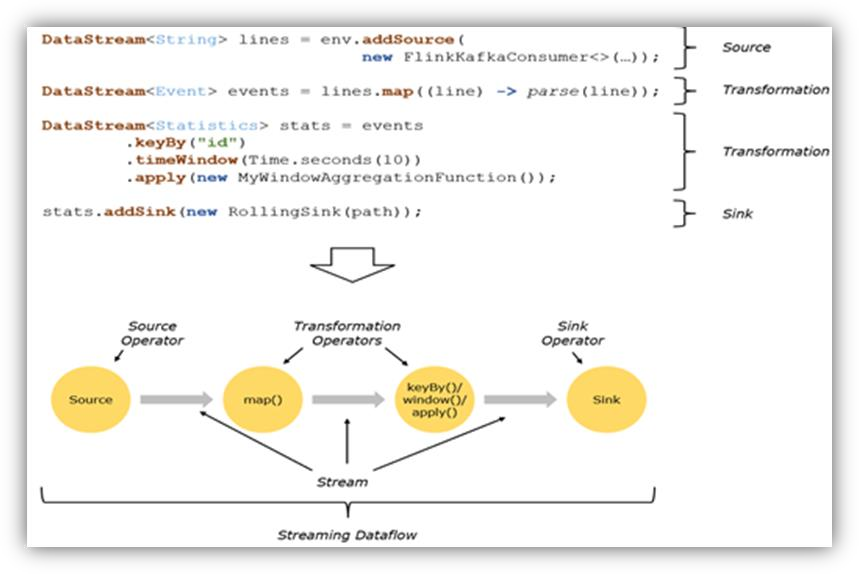 DataStream<String> lines = env.addSource(
new FlinkKafkaConsumer<>(…));
Source
DataStream<Event> events = lines.map((line) -> parse(line));
Transformation
DataStream<Statistics> stats = events
.keyBy("id")
.timeWindow(Time.seconds(10))
.apply(new MyWindowAggregationFunction());
Transformation
stats.addSink(new RollingSink(path));
Sink
Source
Operator
Transformation
Operators
Sink
Operator
Source
map()
keyBy()/
window()/
apply()
Sink
Stream
Streaming Dataflow